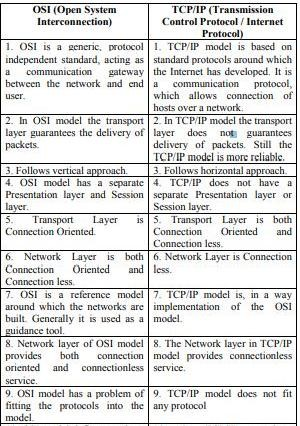 OSI (Open System
Interconnection)
TCP/IP (Transmission
Control Protocol / Internet
Protocol)
1. OSI is a generic, protocol
independent standard, acting as
a communication gateway
between the network and end
user.
1. TCP/IP model is based on
standard protocols around which
the Internet has developed. It is
a communication protocol,
which allows connection of
hosts over a network.
2. In OSI model the transport
layer guarantees the delivery of
packets.
2. In TCP/IP model the transport
layer does not guarantees
delivery of packets. Still the
TCP/IP model is more reliable.
3. Follows vertical approach.
3. Follows horizontal approach.
4. OSI model has a separate
Presentation layer and Session
layer.
4. TCP/IP does not have a
separate Presentation layer or
Session layer.
5. Transport Layer is
Connection Oriented.
5. Transport Layer is both
Connection Oriented and
Connection less.
6. Network Layer is both
Connection Oriented and
Connection less.
6. Network Layer is Connection
less.
7. OSI is a reference model
around which the networks are
built. Generally it is used as a
guidance tool.
7. TCP/IP model is, in a way
implementation of the OSI
model.
8. Network layer of OSI model
provides both connection
oriented and connectionless
service.
8. The Network layer in TCP/IP
model provides connectionless
service.
9. OSI model has a problem of
fitting the protocols into the
model.
9. TCP/IP model does not fit
any protocol